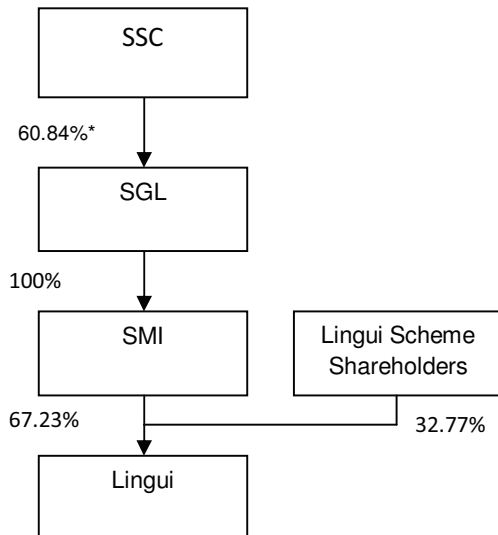 SSC
60.84%*
SGL
100%
SMI
Lingui Scheme
Shareholders
67.23%
32.77%
Lingui